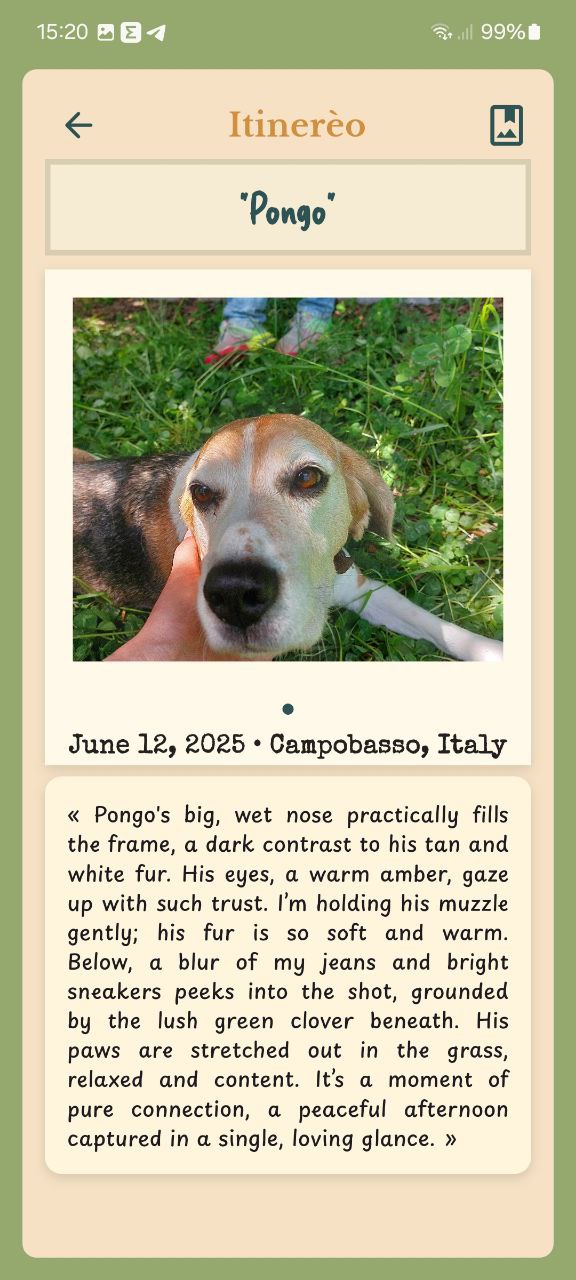 15:20
99%
Itinerèo
"Pongo"
June 12, 2025 • Campobasso, Italy
« Pongo's big, wet nose practically fills
the frame, a dark contrast to his tan and
white fur. His eyes, a warm amber, gaze
up with such trust. I'm holding his muzzle
gently; his fur is so soft and warm.
Below, a blur of my jeans and bright
sneakers peeks into the shot, grounded
by the lush green clover beneath. His
paws are stretched out in the grass,
relaxed and content. It's a moment of
pure connection, a peaceful afternoon
captured in a single, loving glance. »